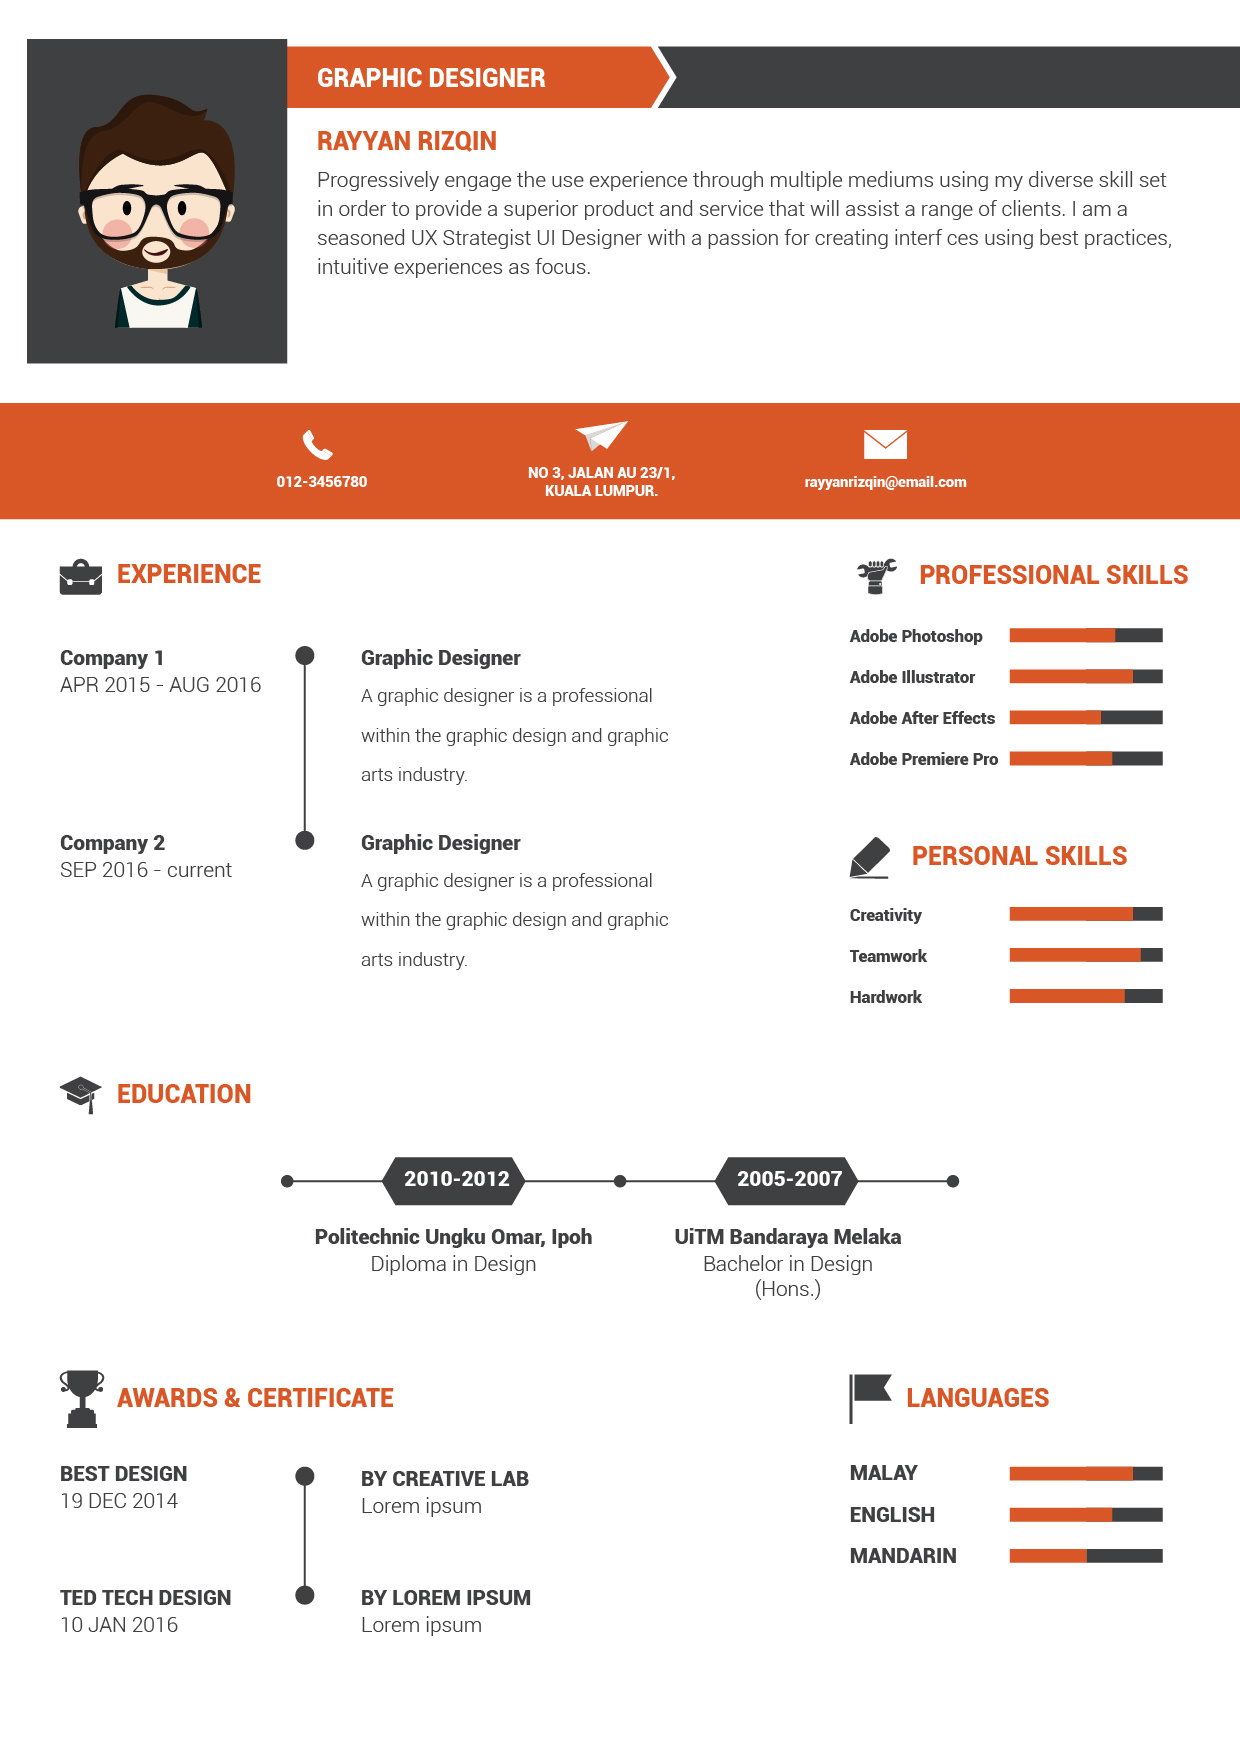 GRAPHIC DESIGNER
RAYYAN RIZQIN
Progressively engage the use experience through multiple mediums using my diverse skill set
in order to provide a superior product and service that will assist a range of clients. I am a
seasoned UX Strategist UI Designer with a passion for creating interf ces using best practices,
intuitive experiences as focus.
012-3456780
NO 3, JALAN AU 23/1,
KUALA LUMPUR.
rayyanrizqin@email.com
EXPERIENCE
Company 1
APR 2015 - AUG 2016
Graphic Designer
A graphic designer is a professional
within the graphic design and graphic
arts industry.
Company 2
SEP 2016 - current
Graphic Designer
A graphic designer is a professional
within the graphic design and graphic
arts industry.
PROFESSIONAL SKILLS
Adobe Photoshop
Adobe Illustrator
Adobe After Effects
Adobe Premiere Pro
PERSONAL SKILLS
Creativity
Teamwork
Hardwork
EDUCATION
2010-2012
Politechnic Ungku Omar, Ipoh
Diploma in Design
2005-2007
UiTM Bandaraya Melaka
Bachelor in Design
(Hons.)
AWARDS & CERTIFICATE
BEST DESIGN
19 DEC 2014
BY CREATIVE LAB
Lorem ipsum
TED TECH DESIGN
10 JAN 2016
BY LOREM IPSUM
Lorem ipsum
LANGUAGES
MALAY
ENGLISH
MANDARIN